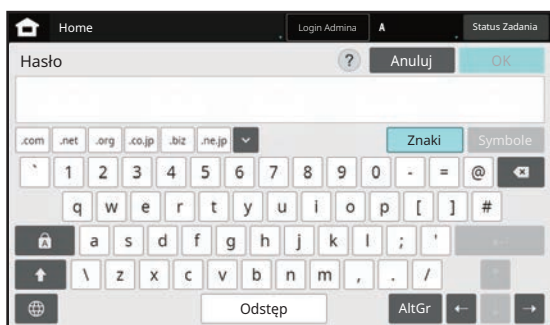 Home Login Admina A Status Zadania
Hasło ? Anuluj OK
.com .net .org .co.jp .biz .ne.jp Znaki Symbole
` 1 2 3 4 5 6 7 8 9 0 - = @
q w e r t y u i o p [ ] #
A a s d f g h j k l ; '
\ z x c v b n m , . /
Odstęp AltGr